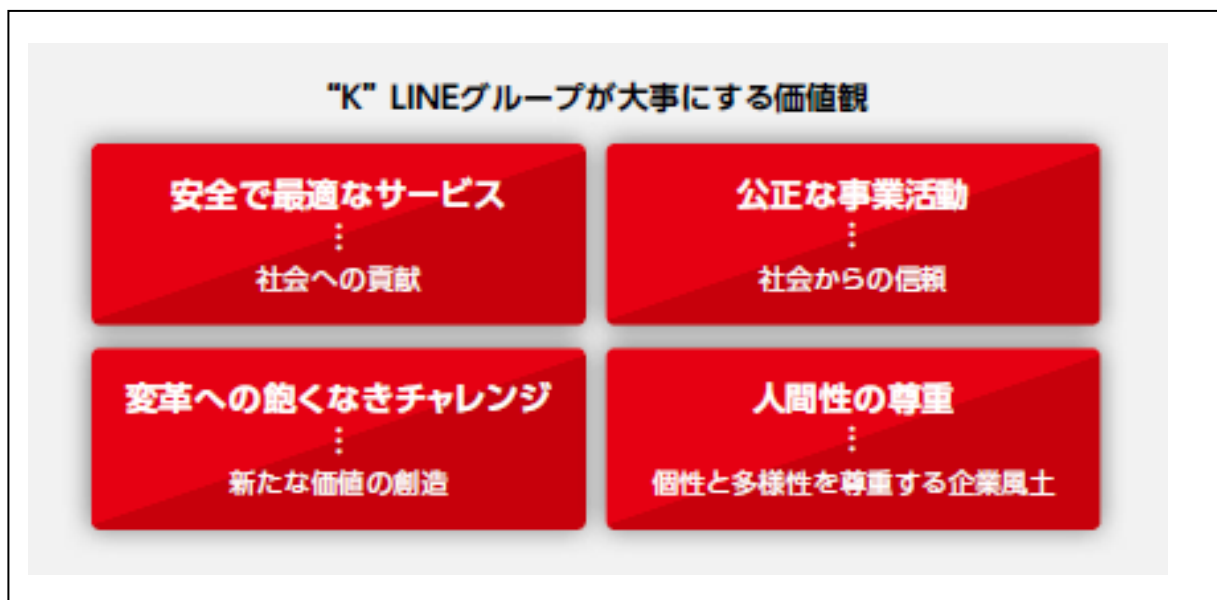 “K” LINEグループが大事にする価値観
安全で最適なサービス
社会への貢献
公正な事業活動
社会からの信頼
変革への飽くなきチャレンジ
新たな価値の創造
人間性の尊重
個性と多様性を尊重する企業風土